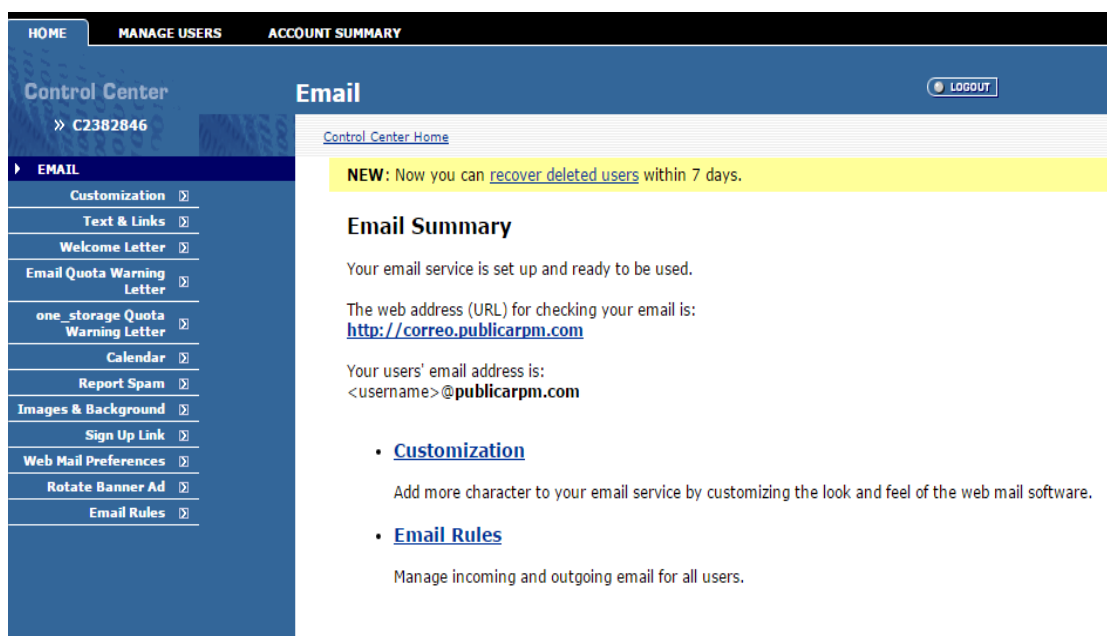 HOME MANAGE USERS ACCOUNT SUMMARY
Control Center
» C2382846
Email
LOGOUT
Control Center Home
EMAIL
Customization
Text & Links
Welcome Letter
Email Quota Warning
Letter
one_storage Quota
Warning Letter
Calendar
Report Spam
Images & Background
Sign Up Link
Web Mail Preferences
Rotate Banner Ad
Email Rules
NEW: Now you can recover deleted users within 7 days.
Email Summary
Your email service is set up and ready to be used.
The web address (URL) for checking your email is:
http://correo.publicarpm.com
Your users' email address is:
<username>@publicarpm.com
• Customization
Add more character to your email service by customizing the look and feel of the web mail software.
• Email Rules
Manage incoming and outgoing email for all users.